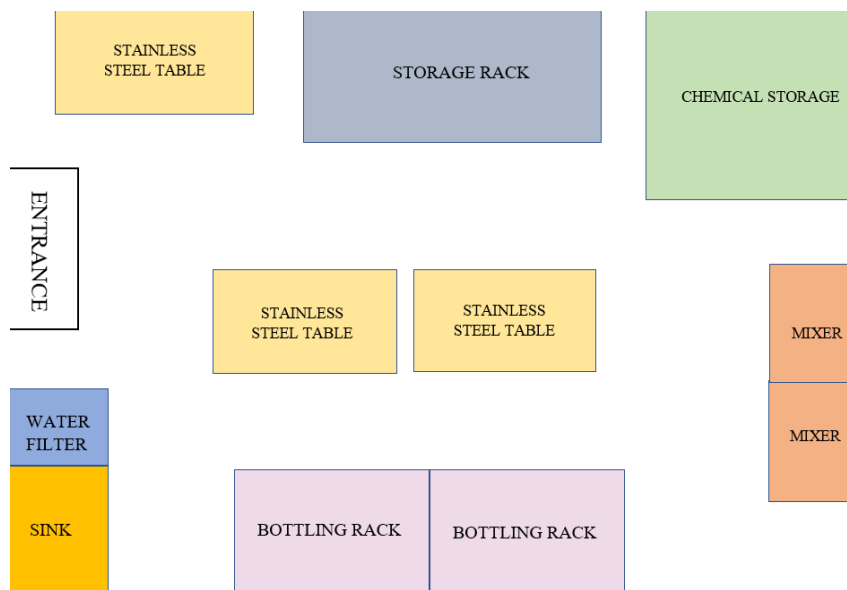 STAINLESS
STEEL TABLE
STORAGE RACK
CHEMICAL STORAGE
ENTRANCE
STAINLESS
STEEL TABLE
STAINLESS
STEEL TABLE
MIXER
WATER
FILTER
MIXER
SINK
BOTTLING RACK
BOTTLING RACK